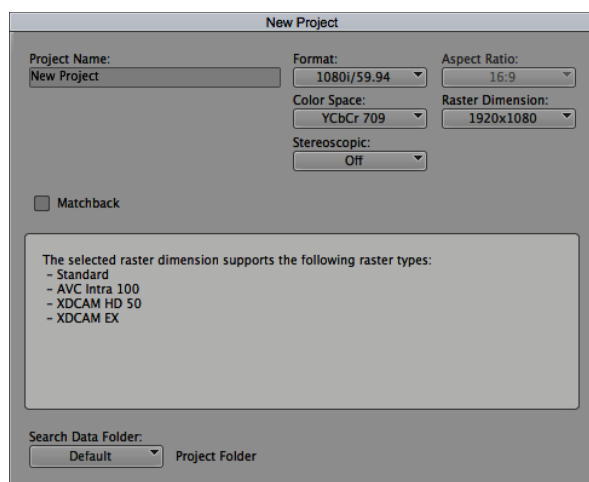 New Project
Project Name:
New Project
Format:
1080i/59.94
Aspect Ratio:
16:9
Color Space:
YCbCr 709
Raster Dimension:
1920x1080
Stereoscopic:
Off
Matchback
The selected raster dimension supports the following raster types:
- Standard
- AVC Intra 100
- XDCAM HD 50
- XDCAM EX
Search Data Folder:
Default
Project Folder